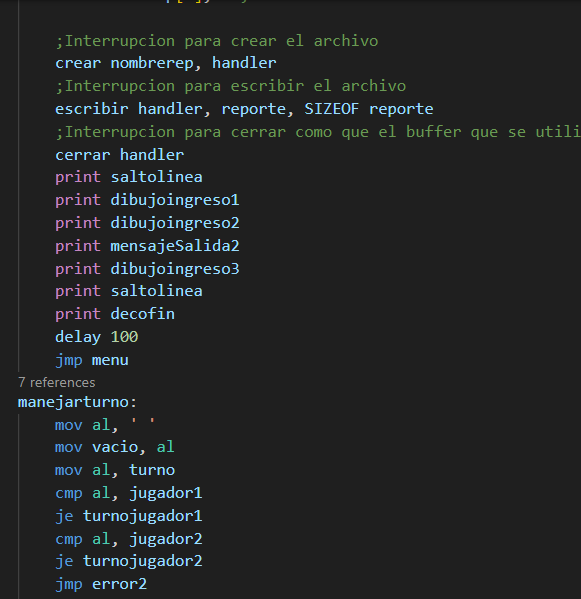 ;Interrupcion para crear el archivo
crear nombrerep, handler
;Interrupcion para escribir el archivo
escribir handler, reporte, SIZEOF reporte
;Interrupcion para cerrar como que el buffer que se utili
cerrar handler
print saltolinea
print dibujoingreso1
print dibujoingreso2
print mensajeSalida2
print dibujoingreso3
print saltolinea
print decofin
delay 100
jmp menu
7 references
manejarturno:
mov al, ' '
mov vacio, al
mov al, turno
cmp al, jugador1
je turnojugador1
cmp al, jugador2
je turnojugador2
jmp error2